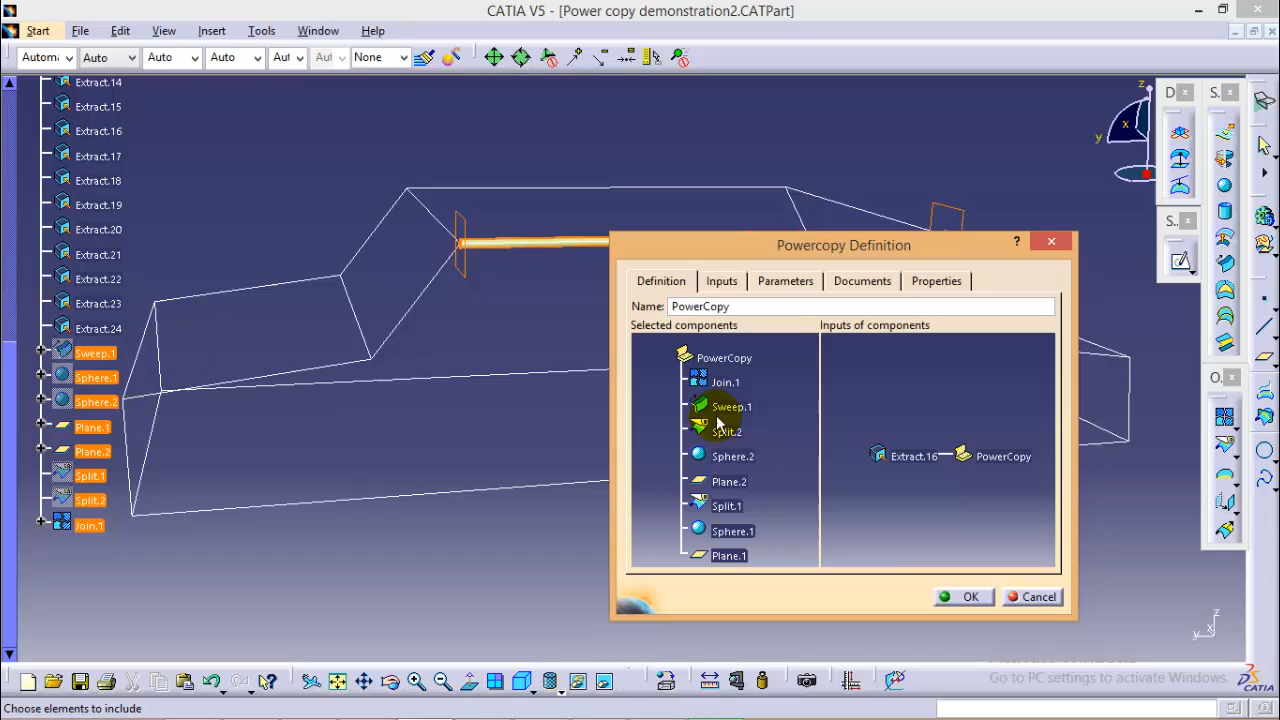 CATIA V5 - [Power copy demonstration2.CATPart]
Start File Edit View Insert Tools Window Help
Automa Auto Auto Auto Aut Aut None
Extract.14
Extract.15
Extract.16
Extract.17
Extract.18
Extract.19
Extract.20
Extract.21
Extract.22
Extract.23
Extract.24
Sweep.1
Sphere.1
Sphere.2
Plane.1
Plane.2
Split.1
Split.2
Join.1
D
S.
S.
O.
z
x
y
Powercopy Definition
?
Definition Inputs Parameters Documents Properties
Name: PowerCopy
Selected components Inputs of components
PowerCopy
Join.1
Sweep.1
Split.2
Sphere.2
Plane.2
Split.1
Sphere.1
Plane.1
Extract.16 PowerCopy
OK Cancel
z
x
y
Go to PC settings to activate Windows.
CATIA
Choose elements to include